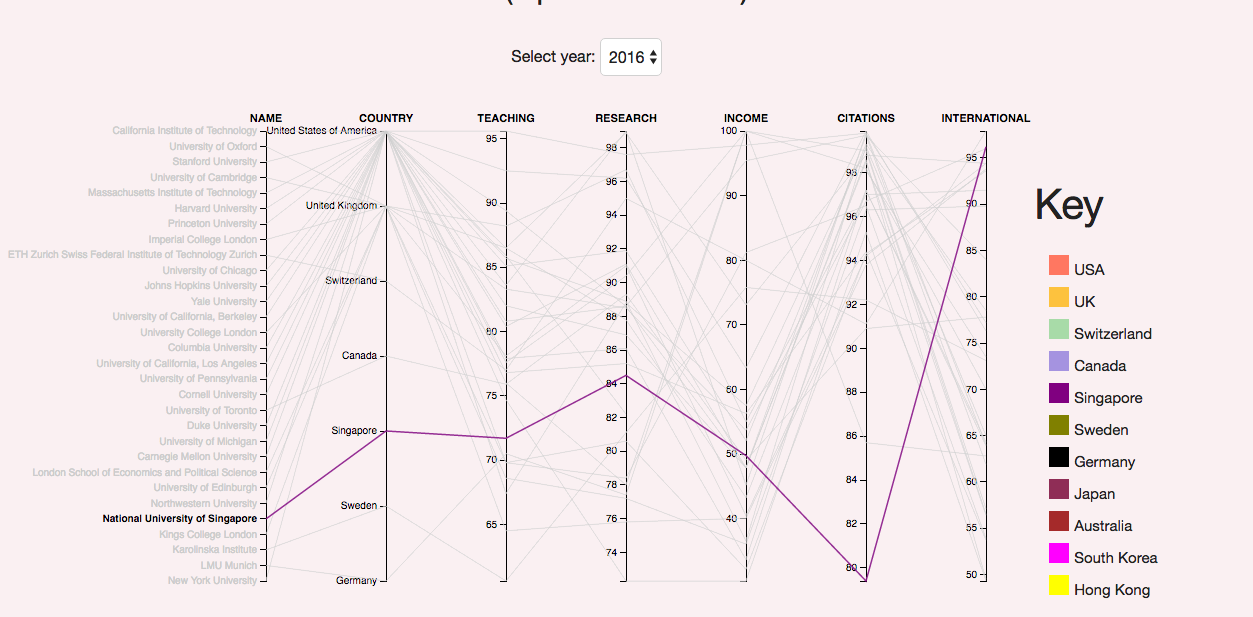 Select year: 2016
NAME COUNTRY TEACHING RESEARCH INCOME CITATIONS INTERNATIONAL
California Institute of Technology
University of Oxford
Stanford University
University of Cambridge
Massachusetts Institute of Technology
Harvard University
Princeton University
Imperial College London
ETH Zurich Swiss Federal Institute of Technology Zurich
University of Chicago
Johns Hopkins University
Yale University
University of California, Berkeley
University College London
Columbia University
University of California, Los Angeles
University of Pennsylvania
Cornell University
University of Toronto
Duke University
University of Michigan
Carnegie Mellon University
London School of Economics and Political Science
University of Edinburgh
Northwestern University
National University of Singapore
Kings College London
Karolinska Institute
LMU Munich
New York University
United States of America
United Kingdom
Switzerland
Canada
Singapore
Sweden
Germany
95
90
85
80
75
70
65
98
96
94
92
90
88
86
84
82
80
78
76
74
100
90
80
70
60
50
40
98
96
94
92
90
88
86
84
82
80
95
90
85
80
75
70
65
60
55
50
Key
USA
UK
Switzerland
Canada
Singapore
Sweden
Germany
Japan
Australia
South Korea
Hong Kong